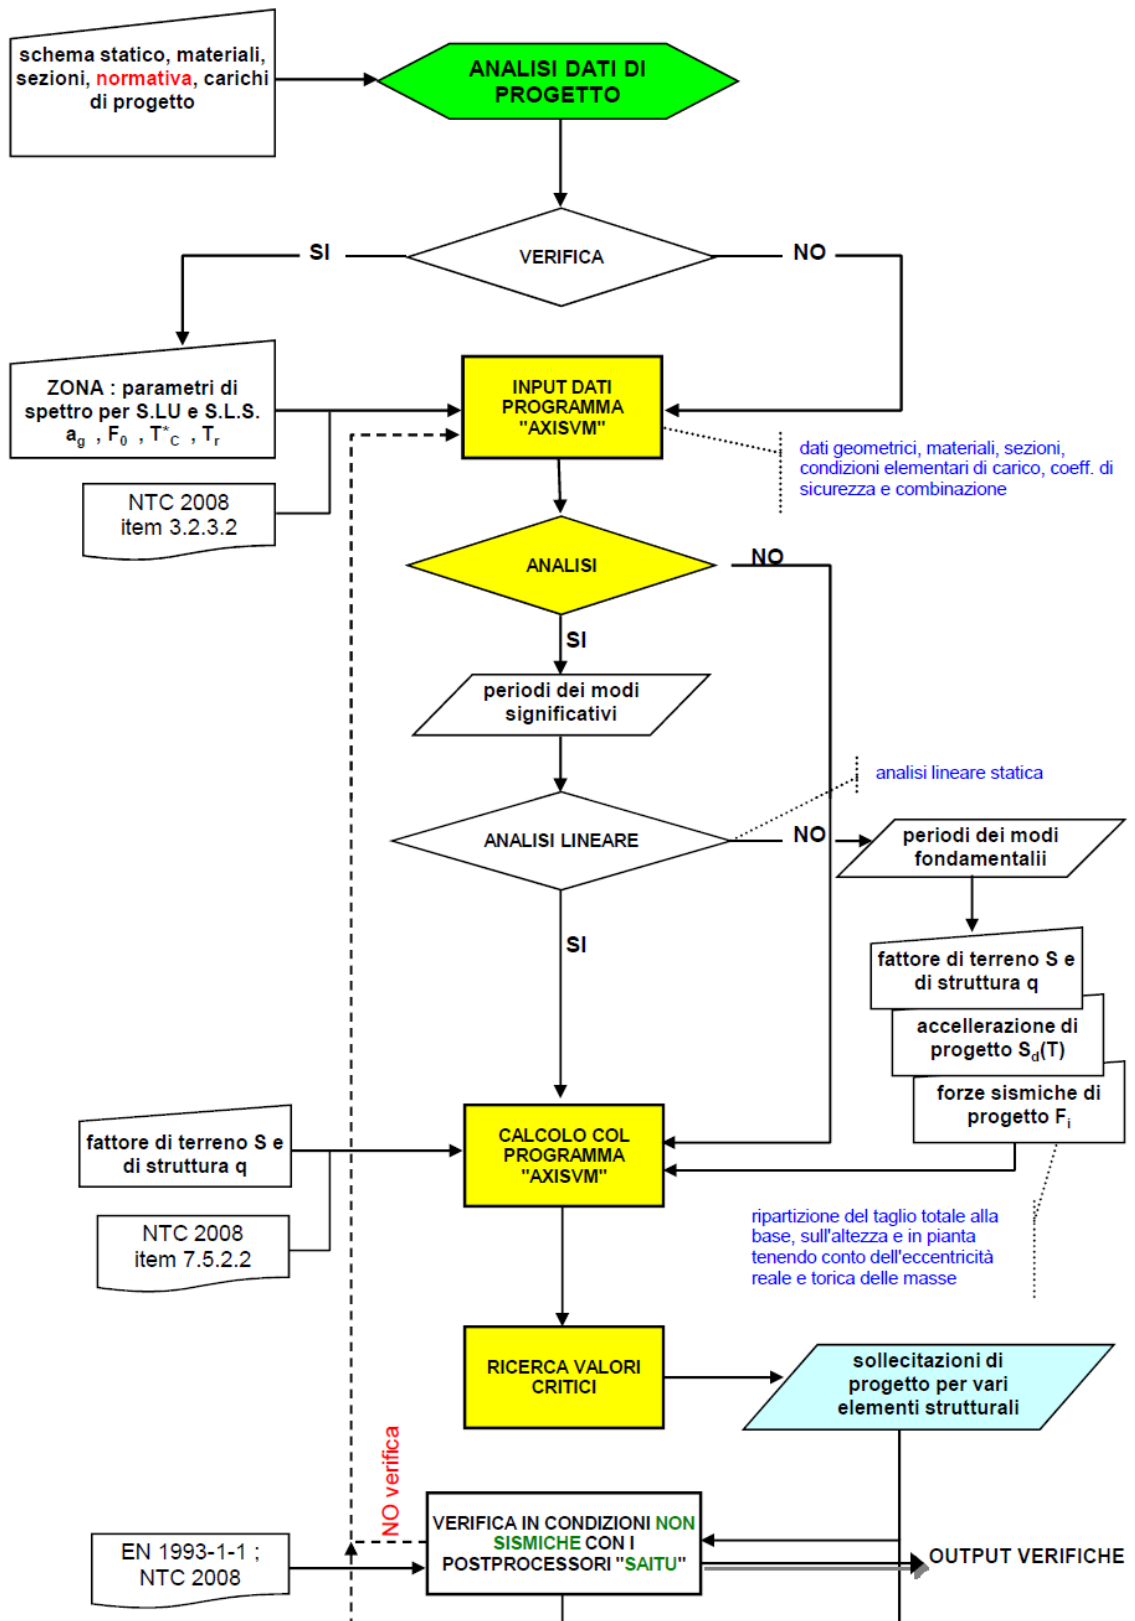 schema statico, materiali,
sezioni, normativa, carichi
di progetto
ANALISI DATI DI
PROGETTO
VERIFICA
SI
NO
ZONA : parametri di
spettro per S.LU e S.L.S.
a_g , F_0 , T*_C , T_r
INPUT DATI
PROGRAMMA
"AXISVM"
NTC 2008
item 3.2.3.2
dati geometrici, materiali, sezioni,
condizioni elementari di carico, coeff. di
sicurezza e combinazione
ANALISI
NO
SI
periodi dei modi
significativi
analisi lineare statica
ANALISI LINEARE
NO
periodi dei modi
fondamentalii
SI
fattore di terreno S e
di struttura q
accellerazione di
progetto S_d(T)
forze sismiche di
progetto F_i
fattore di terreno S e
di struttura q
CALCOLO COL
PROGRAMMA
"AXISVM"
NTC 2008
item 7.5.2.2
ripartizione del taglio totale alla
base, sull'altezza e in pianta
tenendo conto dell'eccentricità
reale e torica delle masse
RICERCA VALORI
CRITICI
sollecitazioni di
progetto per vari
elementi strutturali
NO verifica
VERIFICA IN CONDIZIONI NON
SISMICHE CON I
POSTPROCESSORI "SAITU"
EN 1993-1-1 ;
NTC 2008
OUTPUT VERIFICHE